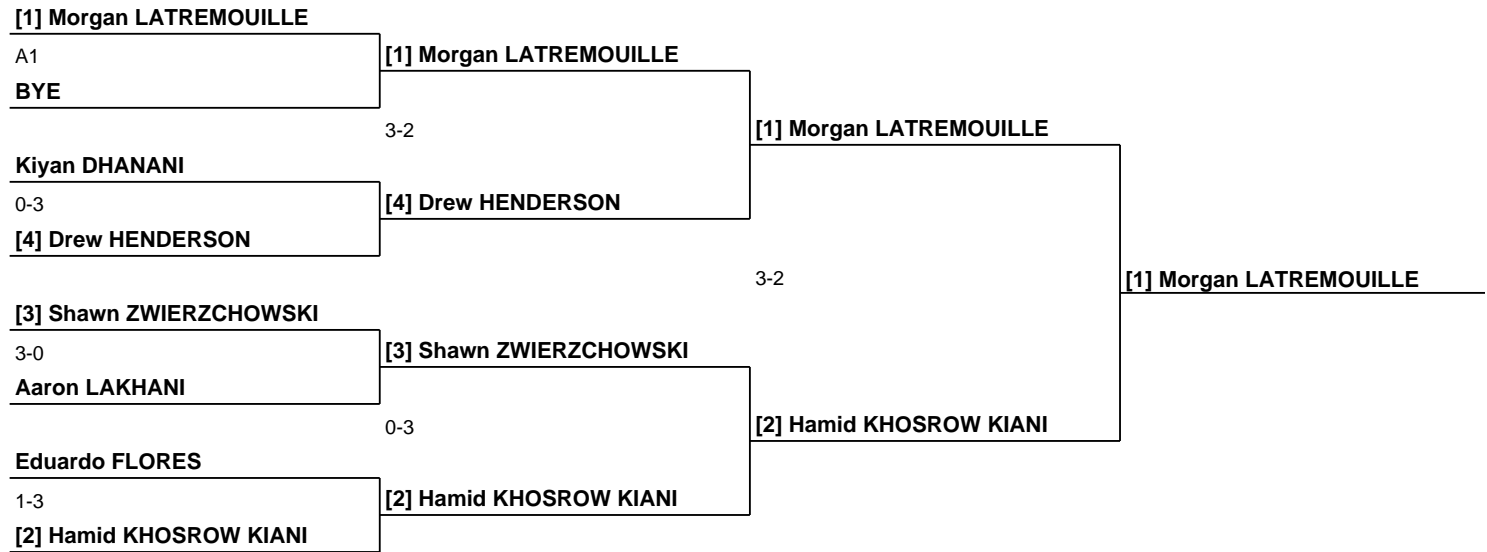 [1] Morgan LATREMOUILLE
A1
[1] Morgan LATREMOUILLE
BYE
3-2
[1] Morgan LATREMOUILLE
Kiyan DHANANI
0-3
[4] Drew HENDERSON
[4] Drew HENDERSON
3-2
[1] Morgan LATREMOUILLE
[3] Shawn ZWIERZCHOWSKI
3-0
[3] Shawn ZWIERZCHOWSKI
Aaron LAKHANI
0-3
[2] Hamid KHOSROW KIANI
Eduardo FLORES
1-3
[2] Hamid KHOSROW KIANI
[2] Hamid KHOSROW KIANI